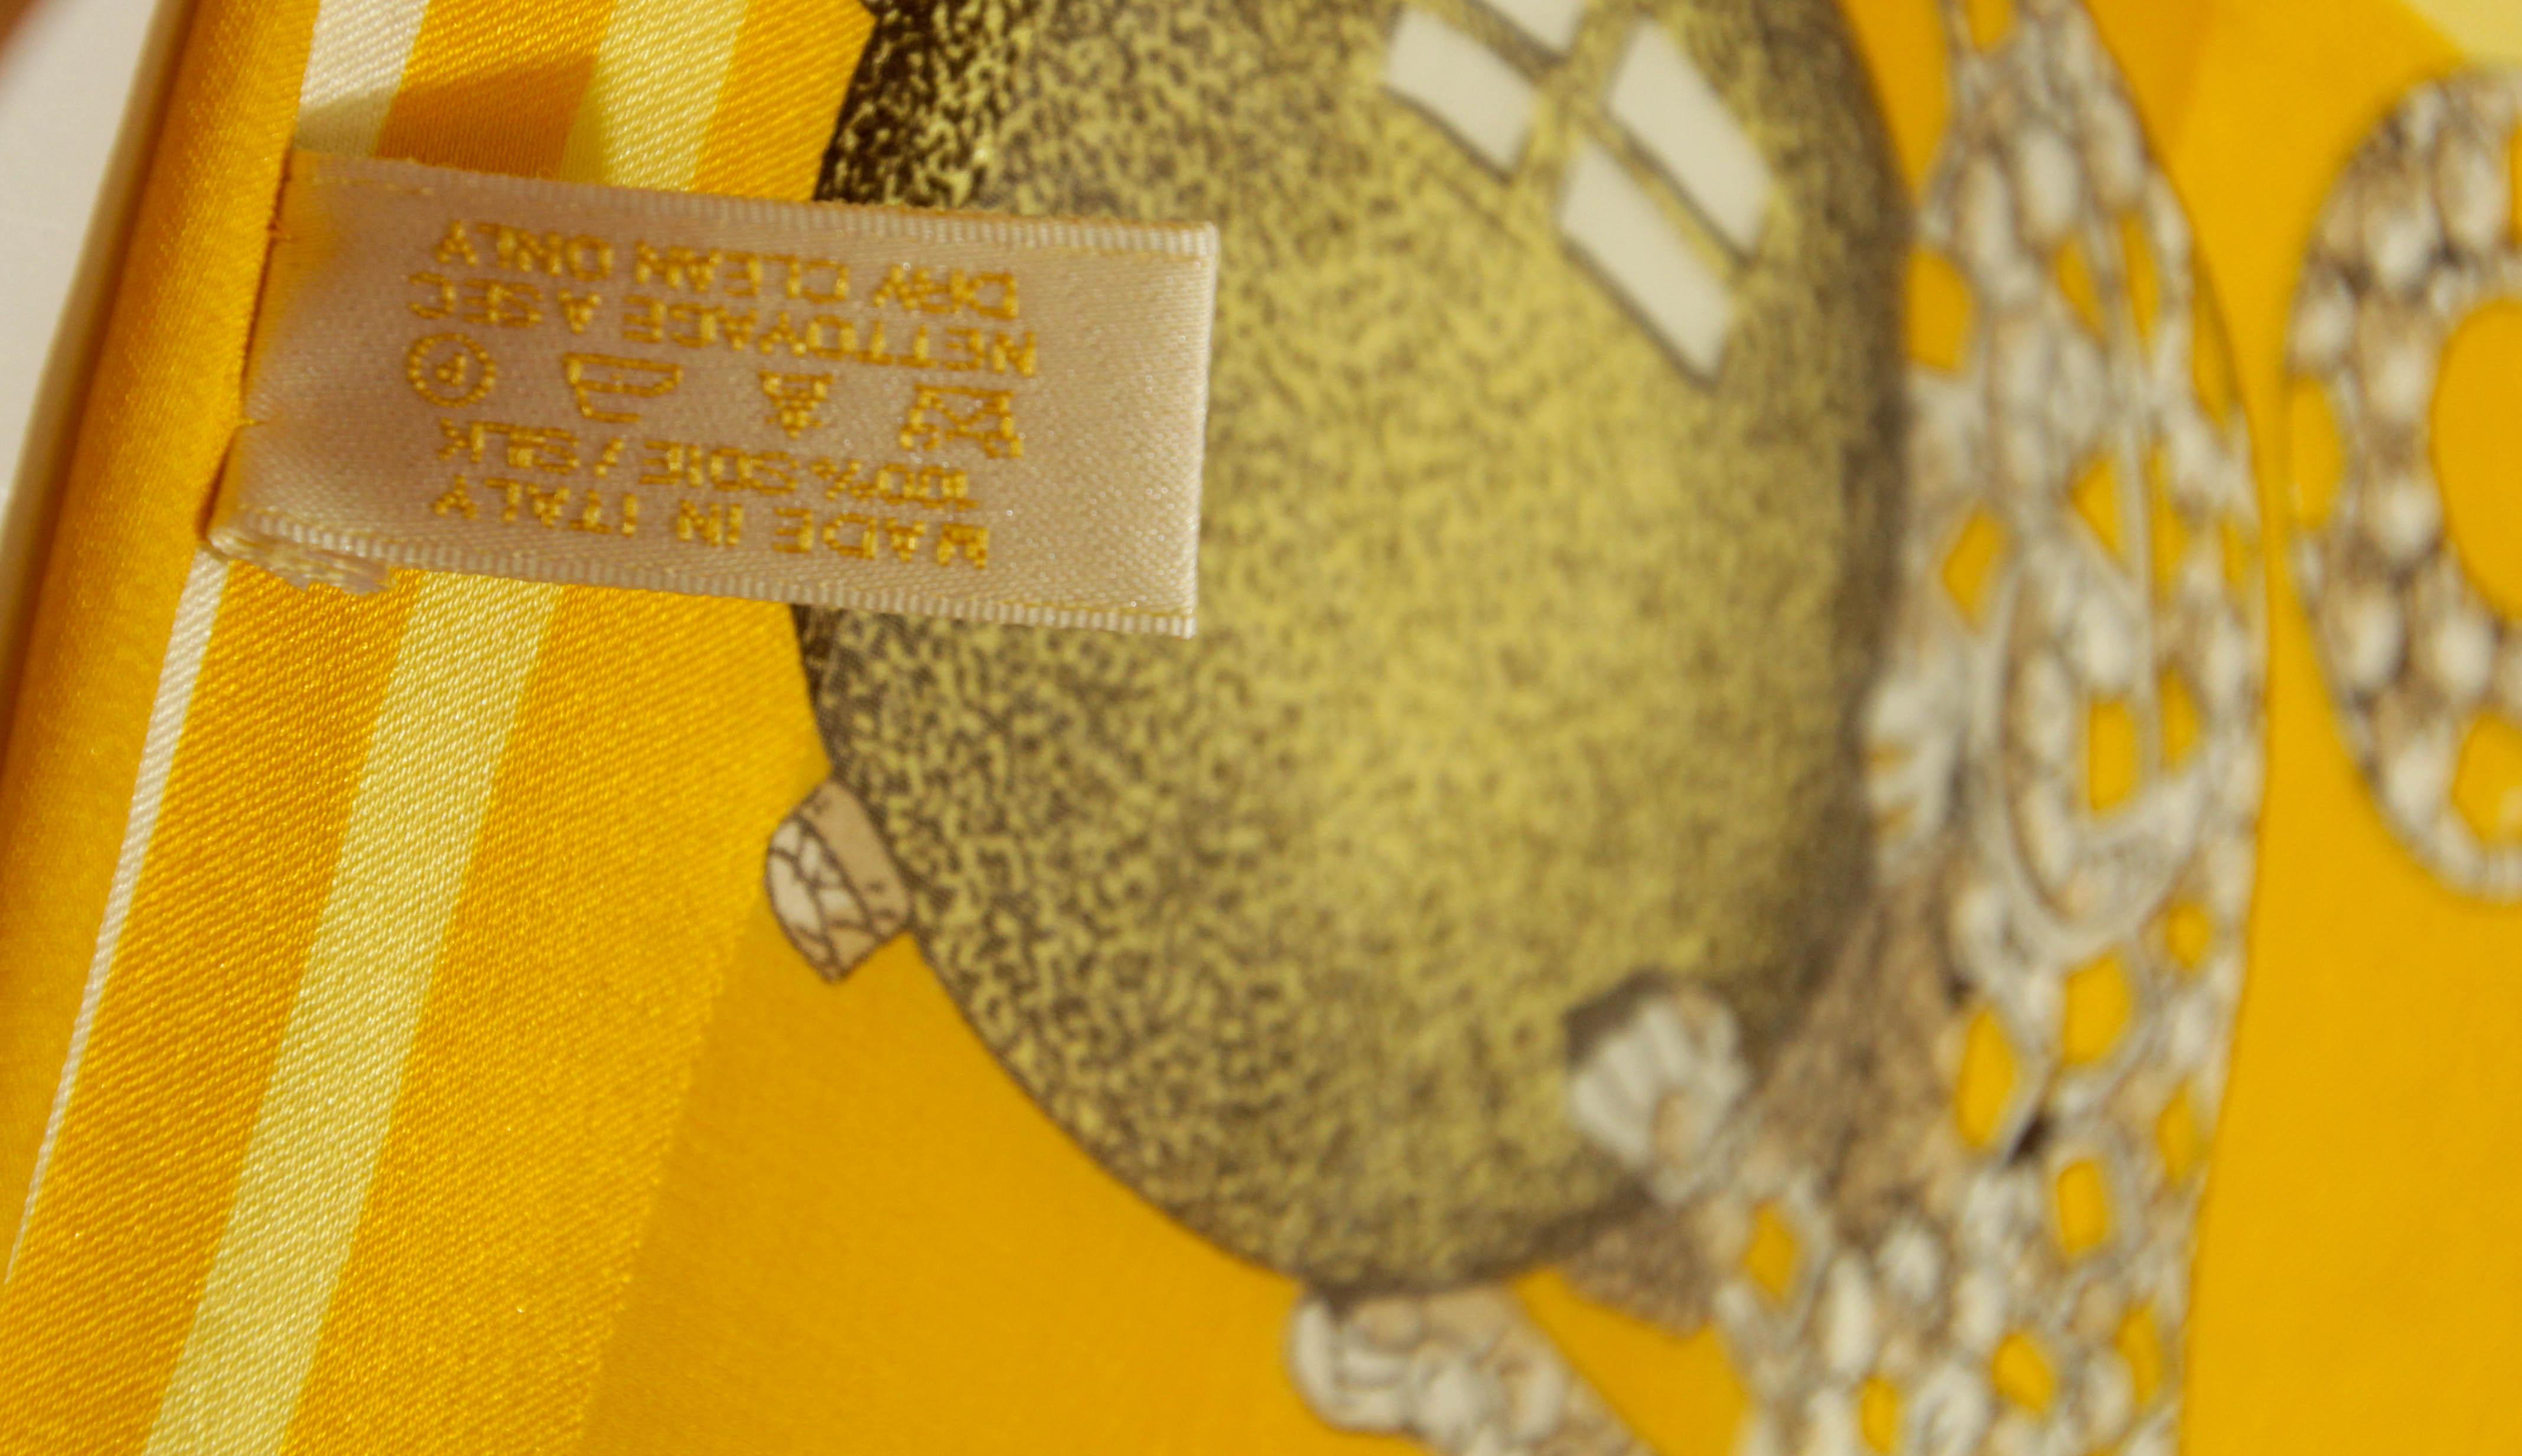 MADE IN ITALY
100% SOIE / SILK
NETTOYAGE A SEC
DRY CLEAN ONLY